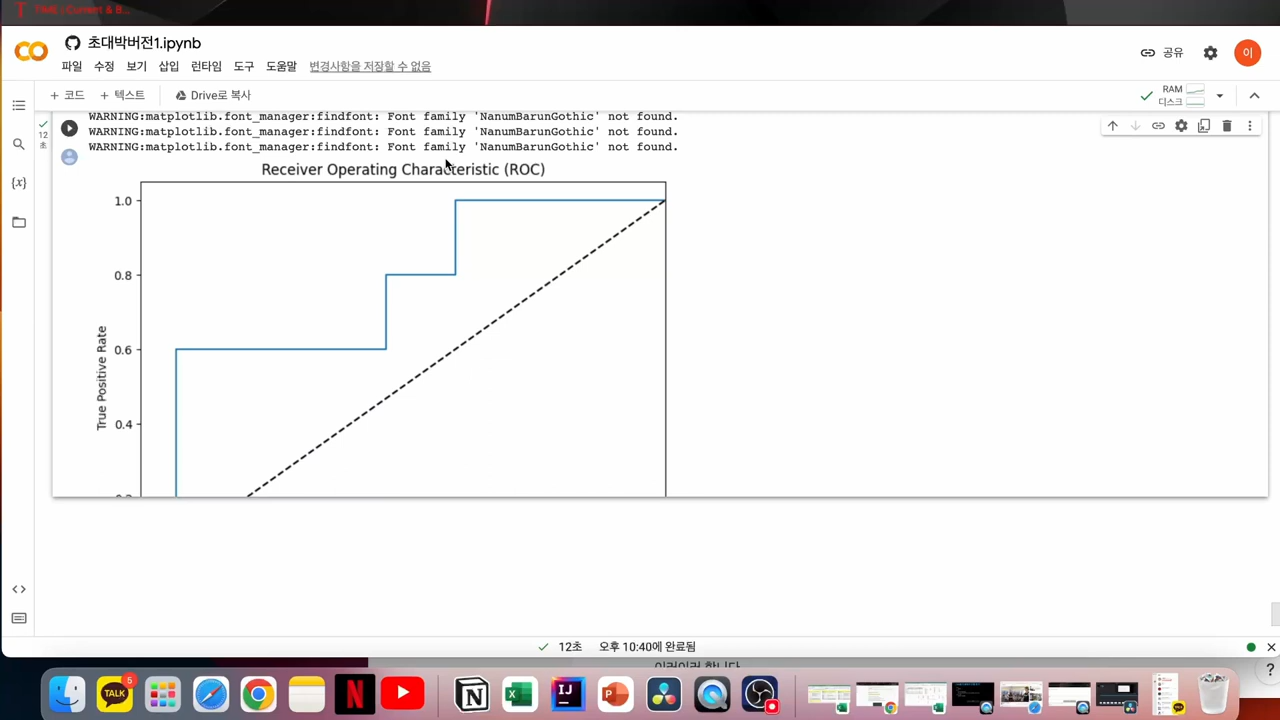 초대박버전1.ipynb
공유
이
파일 수정 보기 삽입 런타임 도구 도움말 변경사항을 저장할 수 없음
+ 코드 + 텍스트 Drive로 복사
RAM
디스크
12
초
WARNING:matplotlib.font_manager:findfont: Font family 'NanumBarunGothic' not found.
WARNING:matplotlib.font_manager:findfont: Font family 'NanumBarunGothic' not found.
WARNING:matplotlib.font_manager:findfont: Font family 'NanumBarunGothic' not found.
{x}
Receiver Operating Characteristic (ROC)
1.0
0.8
0.6
0.4
True Positive Rate
12초 오후 10:40에 완료됨
TALK
5
N
X
IJ
P